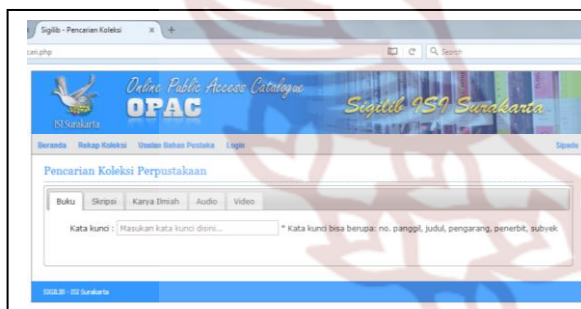 Sigilib - Pencarian Koleksi
cari.php
Search
Online Public Access Catalogue
OPAC
Sigilib ISI Surakarta
ISI Surakarta
Beranda Rekap Koleksi Usulan Bahan Pustaka Login Sipadu
Pencarian Koleksi Perpustakaan
Buku Skripsi Karya Ilmiah Audio Video
Kata kunci : Masukan kata kunci disini... * Kata kunci bisa berupa: no. panggil, judul, pengarang, penerbit, subyek
SIGILIB - ISI Surakarta